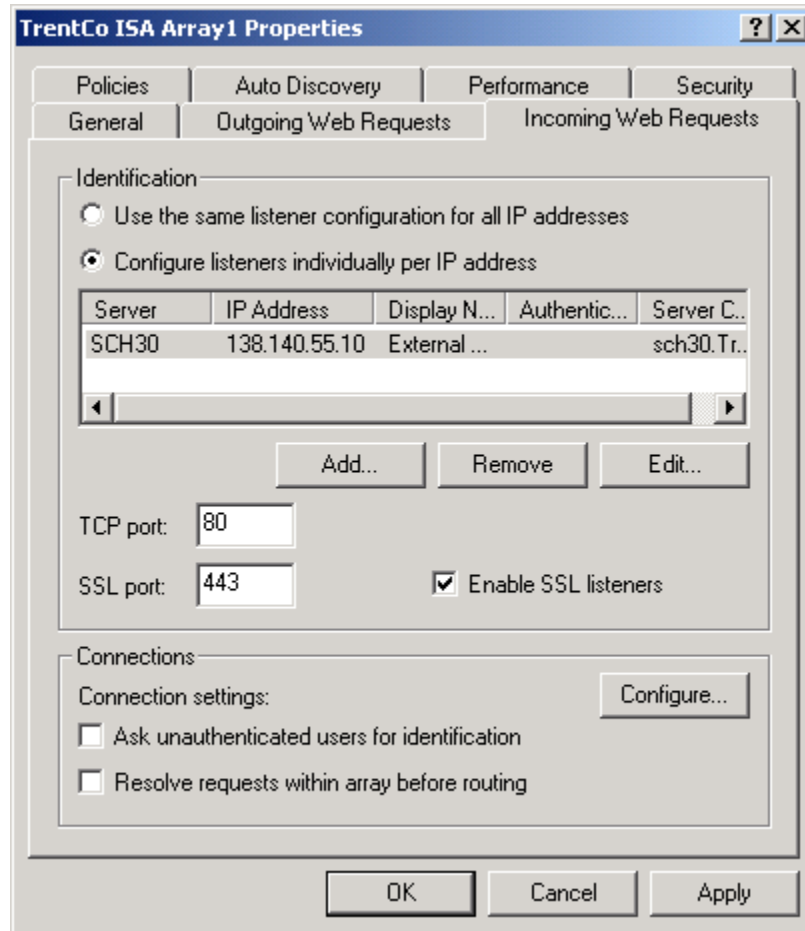 TrentCo ISA Array1 Properties
Policies Auto Discovery Performance Security
General Outgoing Web Requests Incoming Web Requests
Identification
Use the same listener configuration for all IP addresses
Configure listeners individually per IP address
Server IP Address Display N... Authentic... Server C..
SCH30 138.140.55.10 External ... sch30.Tr..
Add... Remove Edit...
TCP port: 80
SSL port: 443 Enable SSL listeners
Connections
Connection settings: Configure...
Ask unauthenticated users for identification
Resolve requests within array before routing
OK Cancel Apply